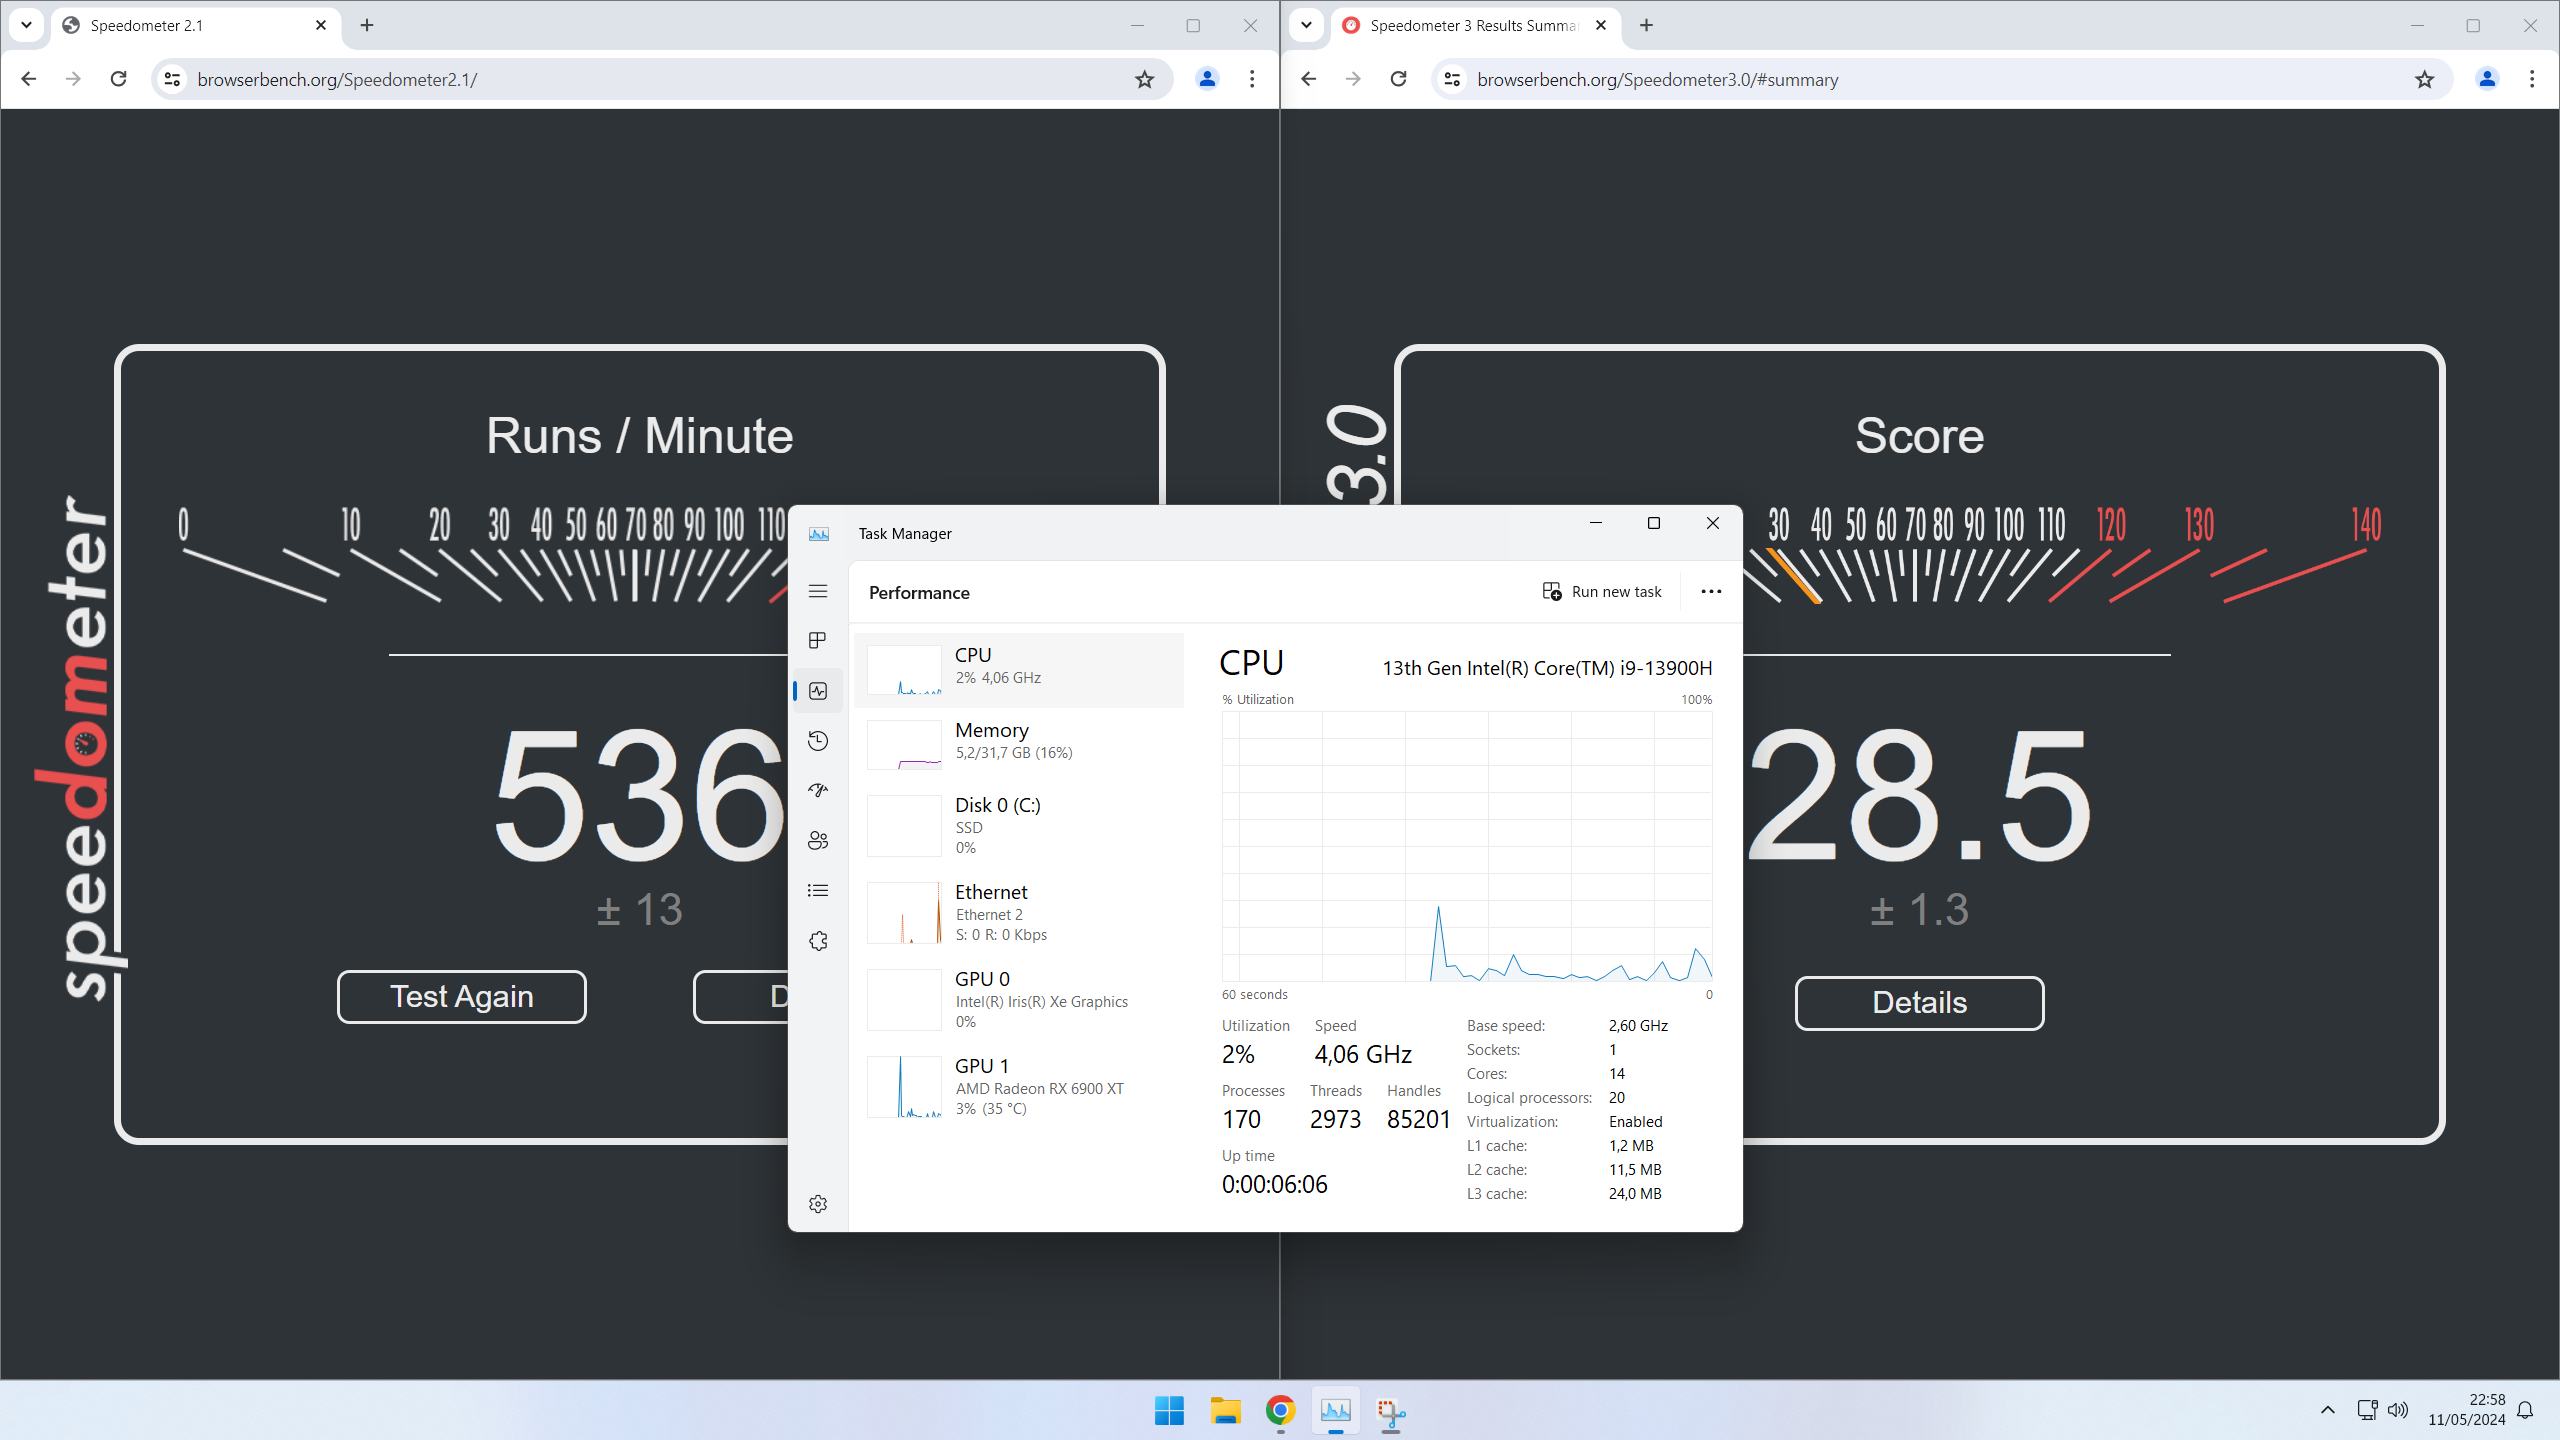 Speedometer 2.1
Speedometer 3 Results Summa
browserbench.org/Speedometer2.1/
browserbench.org/Speedometer3.0/#summary
speedometer
Runs / Minute
0 10 20 30 40 50 60 70 80 90 100 110
536
± 13
Test Again
D
3.0
Score
30 40 50 60 70 80 90 100 110 120 130 140
28.5
± 1.3
Details
Task Manager
Performance
Run new task
CPU
2% 4,06 GHz
Memory
5,2/31,7 GB (16%)
Disk 0 (C:)
SSD
0%
Ethernet
Ethernet 2
S: 0 R: 0 Kbps
GPU 0
Intel(R) Iris(R) Xe Graphics
0%
GPU 1
AMD Radeon RX 6900 XT
3% (35 °C)
CPU
13th Gen Intel(R) Core(TM) i9-13900H
% Utilization
100%
60 seconds
0
Utilization
2%
Speed
4,06 GHz
Processes
170
Threads
2973
Handles
85201
Up time
0:00:06:06
Base speed: 2,60 GHz
Sockets: 1
Cores: 14
Logical processors: 20
Virtualization: Enabled
L1 cache: 1,2 MB
L2 cache: 11,5 MB
L3 cache: 24,0 MB
22:58
11/05/2024